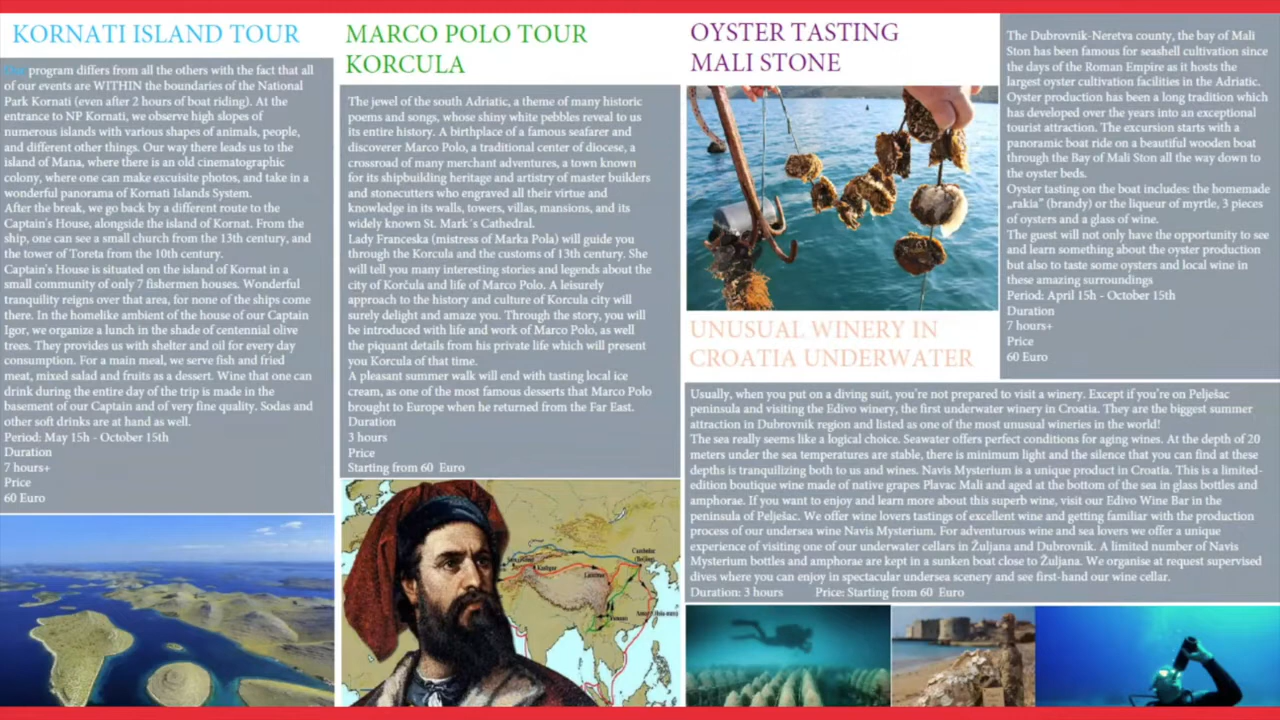 KORNATI ISLAND TOUR
Our program differs from all the others with the fact that all
of our events are WITHIN the boundaries of the National
Park Kornati (even after 2 hours of boat riding). At the
entrance to NP Kornati, we observe high slopes of
numerous islands with various shapes of animals, people,
and different other things. Our way there leads us to the
island of Mana, where there is an old cinematographic
colony, where one can make excuisite photos, and take in a
wonderful panorama of Kornati Islands System.
After the break, we go back by a different route to the
Captain's House, alongside the island of Kornat. From the
ship, one can see a small church from the 13th century, and
the tower of Toreta from the 10th century.
Captain's House is situated on the island of Kornat in a
small community of only 7 fishermen houses. Wonderful
tranquility reigns over that area, for none of the ships come
there. In the homelike ambient of the house of our Captain
Igor, we organize a lunch in the shade of centennial olive
trees. They provides us with shelter and oil for every day
consumption. For a main meal, we serve fish and fried
meat, mixed salad and fruits as a dessert. Wine that one can
drink during the entire day of the trip is made in the
basement of our Captain and of very fine quality. Sodas and
other soft drinks are at hand as well.
Period: May 15h - October 15th
Duration
7 hours+
Price
60 Euro
MARCO POLO TOUR
KORCULA
The jewel of the south Adriatic, a theme of many historic
poems and songs, whose shiny white pebbles reveal to us
its entire history. A birthplace of a famous seafarer and
discoverer Marco Polo, a traditional center of diocese, a
crossroad of many merchant adventures, a town known
for its shipbuilding heritage and artistry of master builders
and stonecutters who engraved all their virtue and
knowledge in its walls, towers, villas, mansions, and its
widely known St. Mark´s Cathedral.
Lady Franceska (mistress of Marka Pola) will guide you
through the Korcula and the customs of 13th century. She
will tell you many interesting stories and legends about the
city of Korčula and life of Marco Polo. A leisurely
approach to the history and culture of Korcula city will
surely delight and amaze you. Through the story, you will
be introduced with life and work of Marco Polo, as well
the piquant details from his private life which will present
you Korcula of that time.
A pleasant summer walk will end with tasting local ice
cream, as one of the most famous desserts that Marco Polo
brought to Europe when he returned from the Far East.
Duration
3 hours
Price
Starting from 60 Euro
OYSTER TASTING
MALI STONE
The Dubrovnik-Neretva county, the bay of Mali
Ston has been famous for seashell cultivation since
the days of the Roman Empire as it hosts the
largest oyster cultivation facilities in the Adriatic.
Oyster production has been a long tradition which
has developed over the years into an exceptional
tourist attraction. The excursion starts with a
panoramic boat ride on a beautiful wooden boat
through the Bay of Mali Ston all the way down to
the oyster beds.
Oyster tasting on the boat includes: the homemade
„rakia” (brandy) or the liqueur of myrtle, 3 pieces
of oysters and a glass of wine.
The guest will not only have the opportunity to see
and learn something about the oyster production
but also to taste some oysters and local wine in
these amazing surroundings
Period: April 15h - October 15th
Duration
7 hours+
Price
60 Euro
UNUSUAL WINERY IN
CROATIA UNDERWATER
Usually, when you put on a diving suit, you're not prepared to visit a winery. Except if you're on Pelješac
peninsula and visiting the Edivo winery, the first underwater winery in Croatia. They are the biggest summer
attraction in Dubrovnik region and listed as one of the most unusual wineries in the world!
The sea really seems like a logical choice. Seawater offers perfect conditions for aging wines. At the depth of 20
meters under the sea temperatures are stable, there is minimum light and the silence that you can find at these
depths is tranquilizing both to us and wines. Navis Mysterium is a unique product in Croatia. This is a limited-
edition boutique wine made of native grapes Plavac Mali and aged at the bottom of the sea in glass bottles and
amphorae. If you want to enjoy and learn more about this superb wine, visit our Edivo Wine Bar in the
peninsula of Pelješac. We offer wine lovers tastings of excellent wine and getting familiar with the production
process of our undersea wine Navis Mysterium. For adventurous wine and sea lovers we offer a unique
experience of visiting one of our underwater cellars in Žuljana and Dubrovnik. A limited number of Navis
Mysterium bottles and amphorae are kept in a sunken boat close to Žuljana. We organise at request supervised
dives where you can enjoy in spectacular undersea scenery and see first-hand our wine cellar.
Duration: 3 hours Price: Starting from 60 Euro